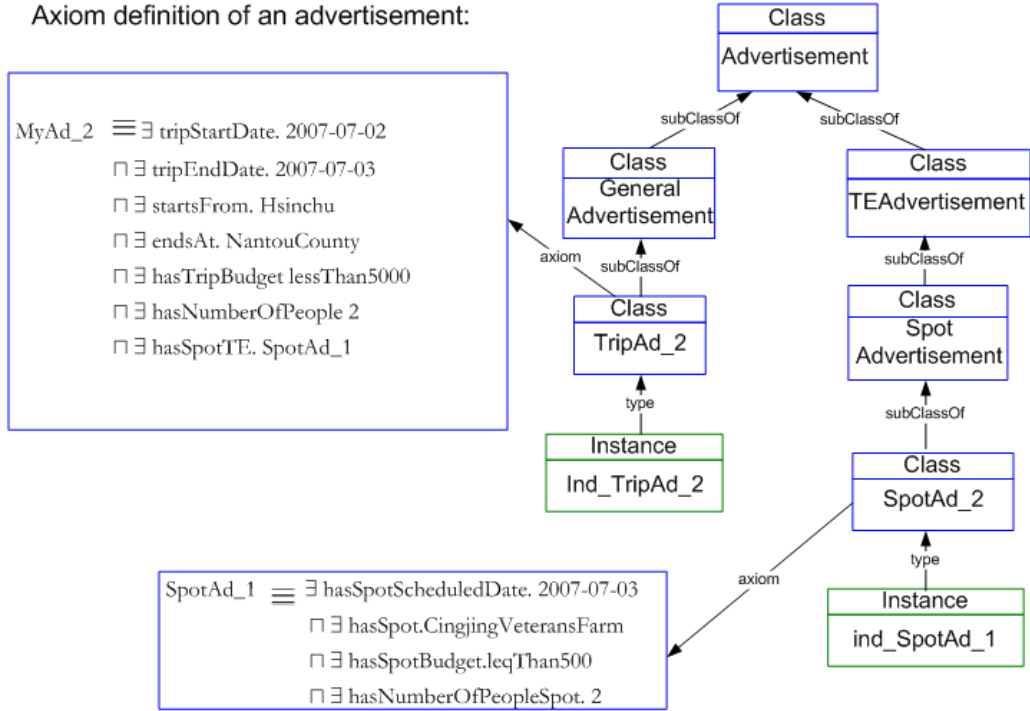 Axiom definition of an advertisement:
MyAd_2 ≡ ∃ tripStartDate. 2007-07-02
⊓ ∃ tripEndDate. 2007-07-03
⊓ ∃ startsFrom. Hsinchu
⊓ ∃ endsAt. NantouCounty
⊓ ∃ hasTripBudget lessThan5000
⊓ ∃ hasNumberOfPeople 2
⊓ ∃ hasSpotTE. SpotAd_1
Class
Advertisement
subClassOf
subClassOf
Class
General
Advertisement
Class
TEAdvertisement
axiom
subClassOf
subClassOf
Class
TripAd_2
Class
Spot
Advertisement
type
subClassOf
Instance
Ind_TripAd_2
Class
SpotAd_2
axiom
type
SpotAd_1 ≡ ∃ hasSpotScheduledDate. 2007-07-03
⊓ ∃ hasSpot.CingjingVeteransFarm
⊓ ∃ hasSpotBudget.leqThan500
⊓ ∃ hasNumberOfPeopleSpot. 2
Instance
ind_SpotAd_1